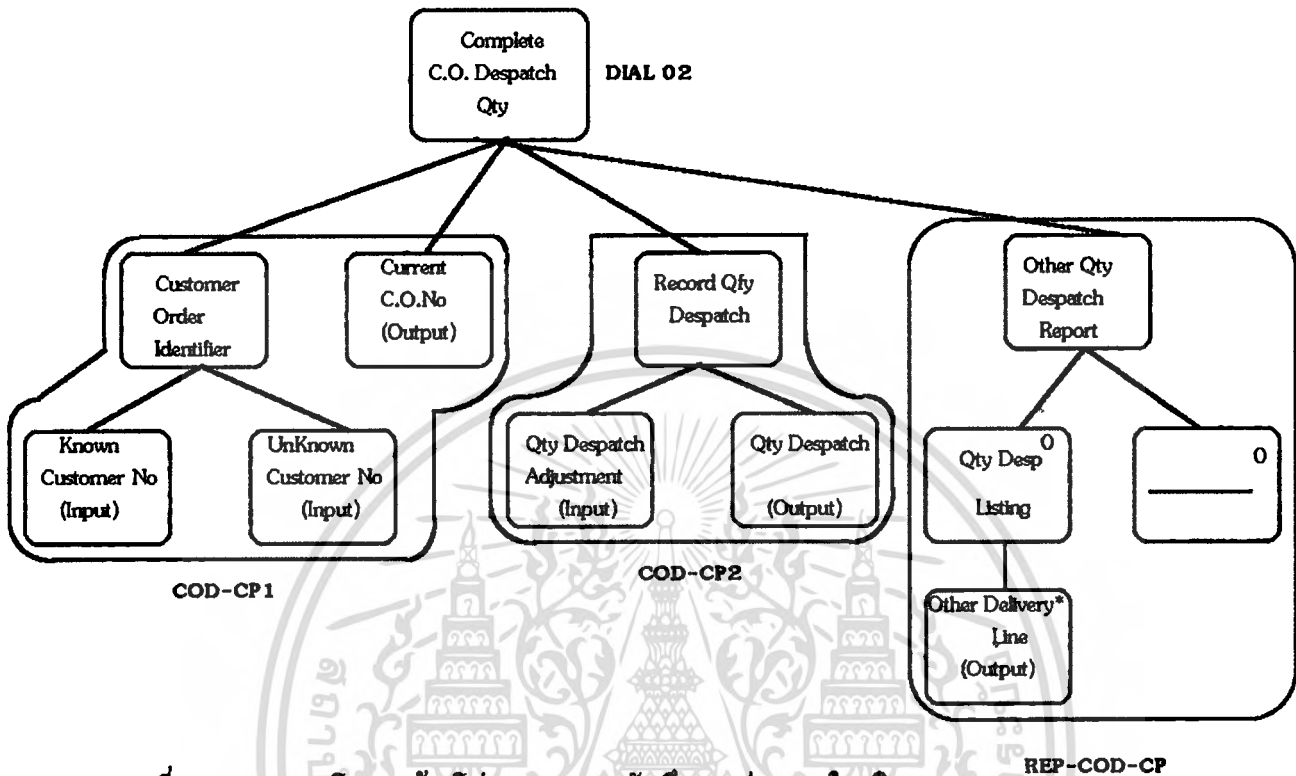 Complete
C.O. Despatch
Qty
DIAL 02
Customer
Order
Identifier
Current
C.O.No
(Output)
Record Qfy
Despatch
Other Qty
Despatch
Report
Known
Customer No
(Input)
UnKnown
Customer No
(Input)
Qty Despatch
Adjustment
(Input)
Qty Despatch
(Output)
Qty Desp O
Listing
O
Other Delivery*
Line
(Output)
COD-CP1
COD-CP2
REP-COD-CP